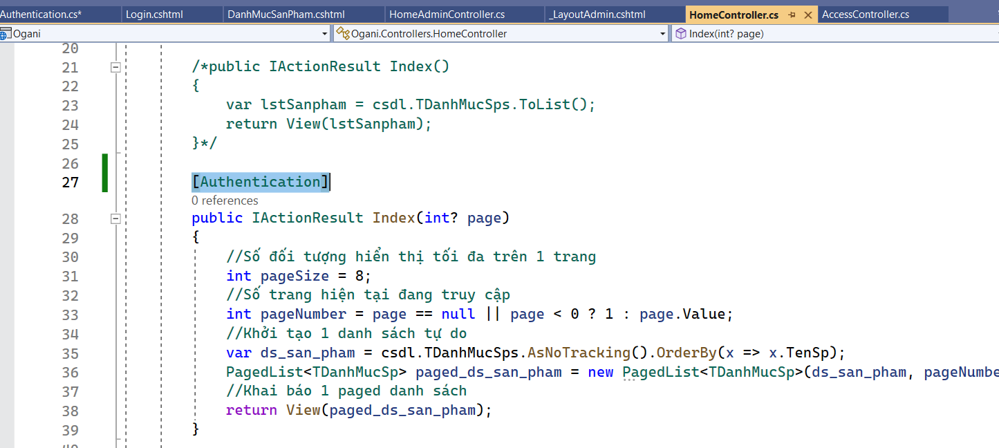 Authentication.cs* Login.cshtml DanhMucSanPham.cshtml HomeAdminController.cs _LayoutAdmin.cshtml HomeController.cs AccessController.cs
Ogani Ogani.Controllers.HomeController Index(int? page)
20
21 /*public IActionResult Index()
22 {
23 var lstSanpham = csdl.TDanhMucSps.ToList();
24 return View(lstSanpham);
25 }*/
26
27 [Authentication]
0 references
28 public IActionResult Index(int? page)
29 {
30 //Số đối tượng hiển thị tối đa trên 1 trang
31 int pageSize = 8;
32 //Số trang hiện tại đang truy cập
33 int pageNumber = page == null || page < 0 ? 1 : page.Value;
34 //Khởi tạo 1 danh sách tự do
35 var ds_san_pham = csdl.TDanhMucSps.AsNoTracking().OrderBy(x => x.TenSp);
36 PagedList<TDanhMucSp> paged_ds_san_pham = new PagedList<TDanhMucSp>(ds_san_pham, pageNumbe
37 //Khai báo 1 paged danh sách
38 return View(paged_ds_san_pham);
39 }